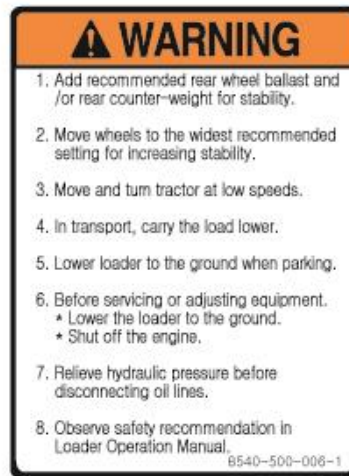 WARNING
1. Add recommended rear wheel ballast and
/or rear counter-weight for stability.
2. Move wheels to the widest recommended
setting for increasing stability.
3. Move and turn tractor at low speeds.
4. In transport, carry the load lower.
5. Lower loader to the ground when parking.
6. Before servicing or adjusting equipment.
* Lower the loader to the ground.
* Shut off the engine.
7. Relieve hydraulic pressure before
disconnecting oil lines.
8. Observe safety recommendation in
Loader Operation Manual.
8540-500-006-1